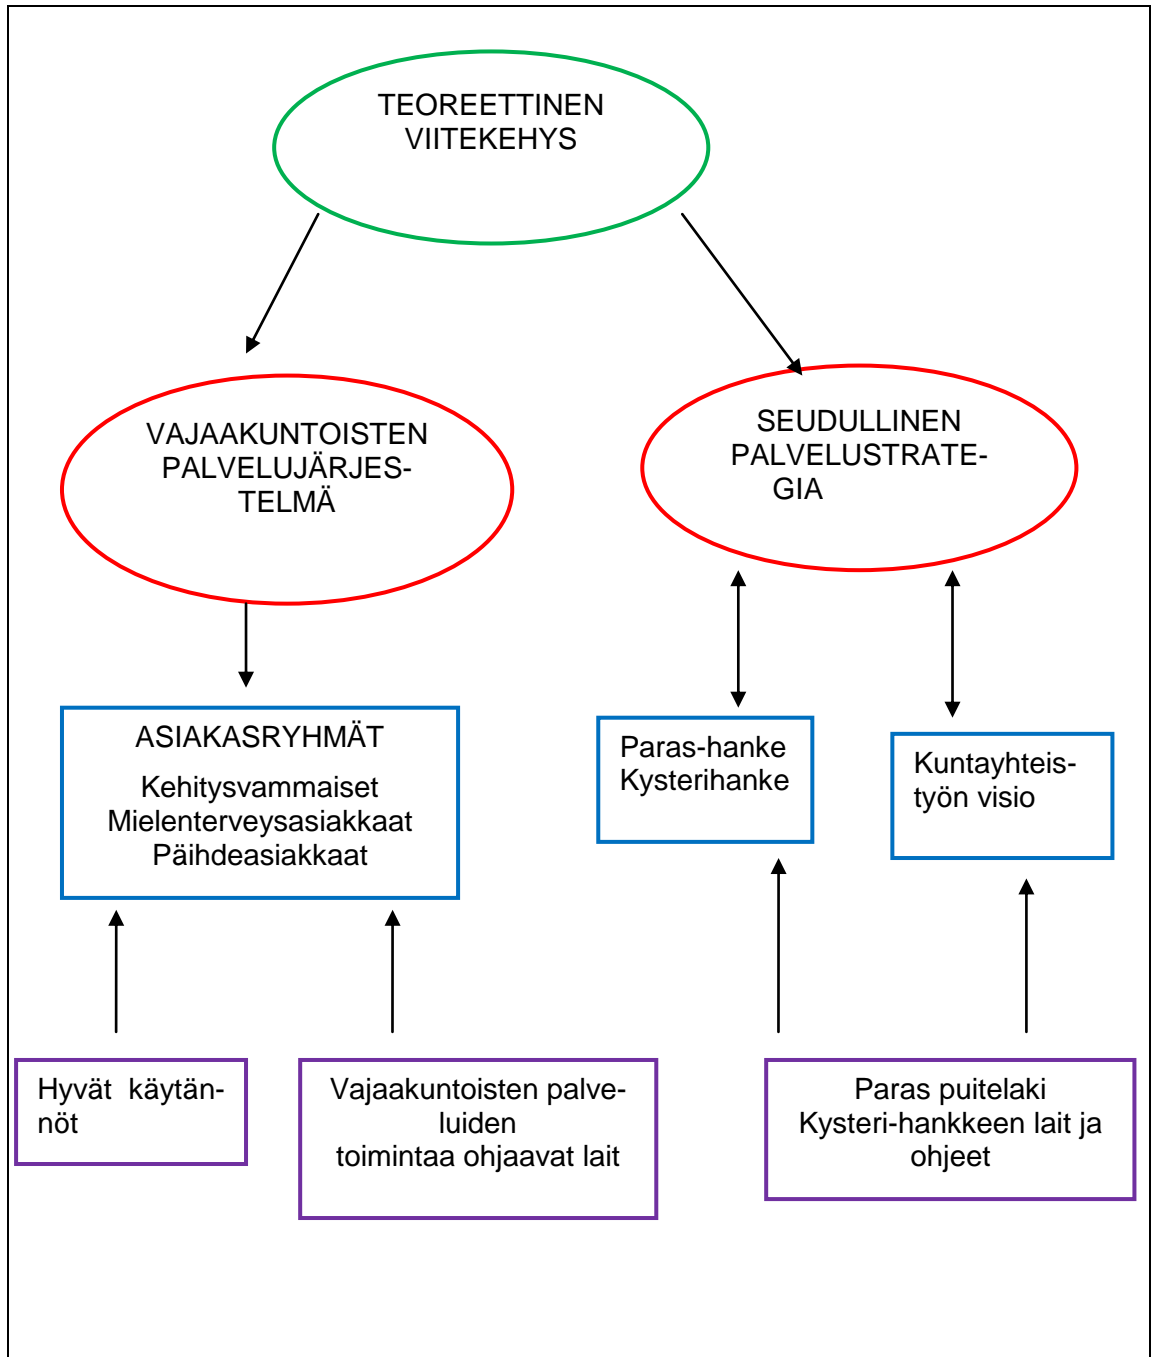 TEOREETTINEN
VIITEKEHYS
VAJAAKUNTOISTEN
PALVELUJÄRJES-
TELMÄ
SEUDULLINEN
PALVELUSTRATE-
GIA
ASIAKASRYHMÄT
Kehitysvammaiset
Mielenterveysasiakkaat
Päihdeasiakkaat
Paras-hanke
Kysterihanke
Kuntayhteis-
työn visio
Hyvät käytän-
nöt
Vajaakuntoisten palve-
luiden
toimintaa ohjaavat lait
Paras puitelaki
Kysteri-hankkeen lait ja
ohjeet